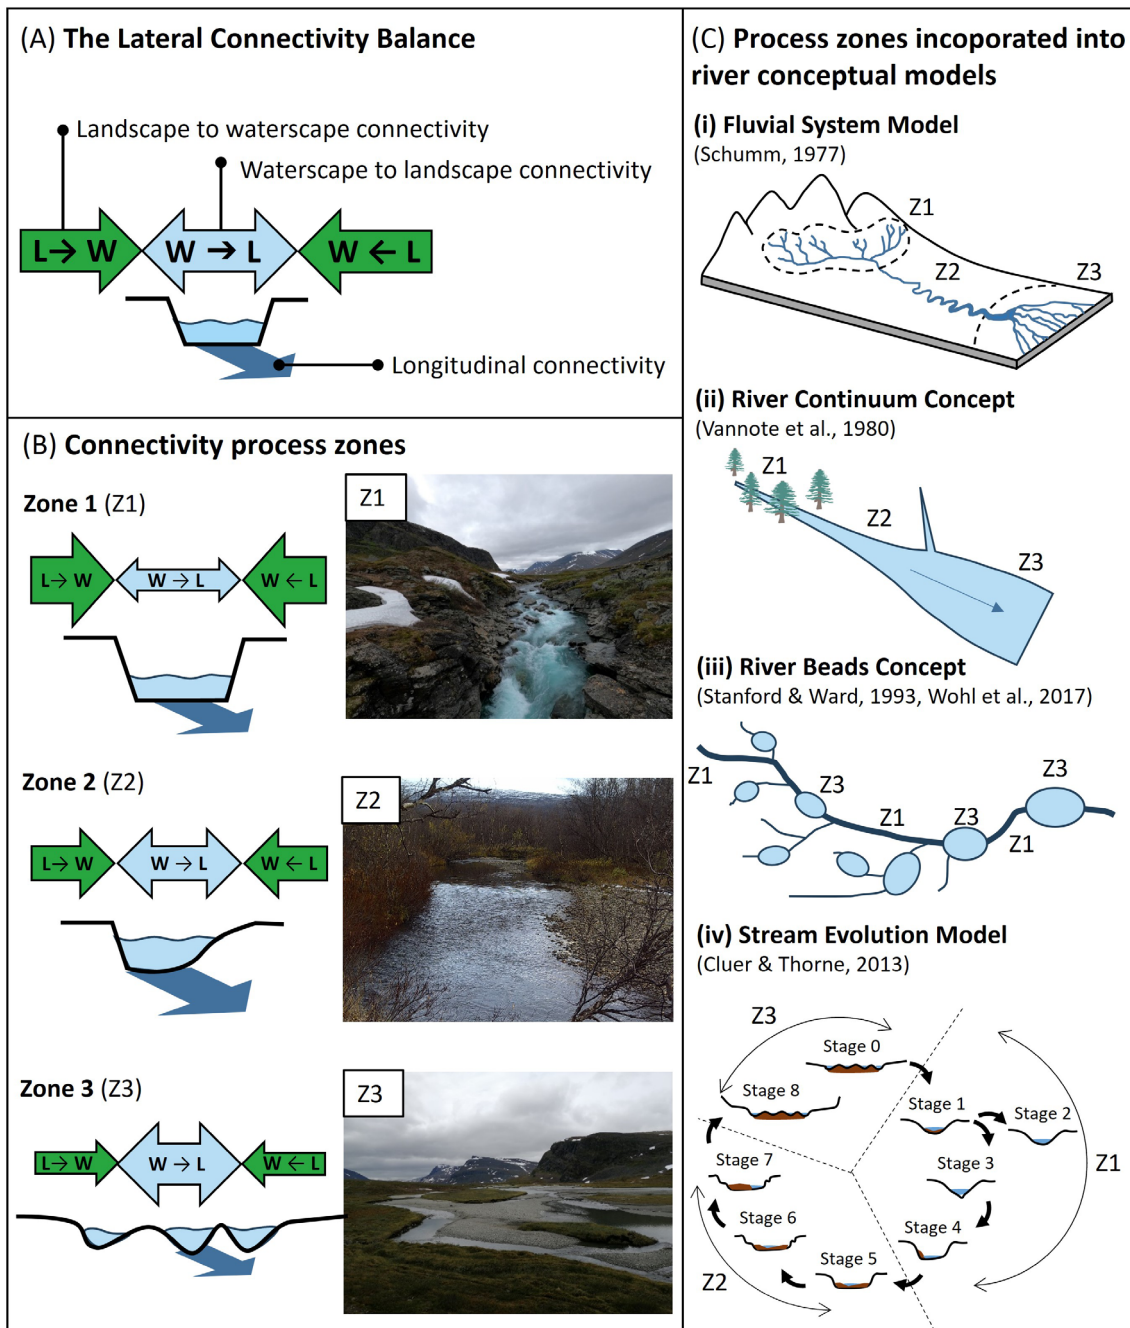 (A) The Lateral Connectivity Balance
Landscape to waterscape connectivity
Waterscape to landscape connectivity
L → W
W → L
W ← L
Longitudinal connectivity
(B) Connectivity process zones
Zone 1 (Z1)
Z1
L → W
W → L
W ← L
Zone 2 (Z2)
Z2
L → W
W → L
W ← L
Zone 3 (Z3)
Z3
L → W
W → L
W ← L
(C) Process zones incoporated into
river conceptual models
(i) Fluvial System Model
(Schumm, 1977)
Z1
Z2
Z3
(ii) River Continuum Concept
(Vannote et al., 1980)
Z1
Z2
Z3
(iii) River Beads Concept
(Stanford & Ward, 1993, Wohl et al., 2017)
Z1
Z3
Z1
Z3
Z1
Z3
(iv) Stream Evolution Model
(Cluer & Thorne, 2013)
Z3
Stage 0
Stage 8
Stage 1
Stage 2
Stage 7
Stage 3
Z1
Stage 6
Stage 4
Stage 5
Z2